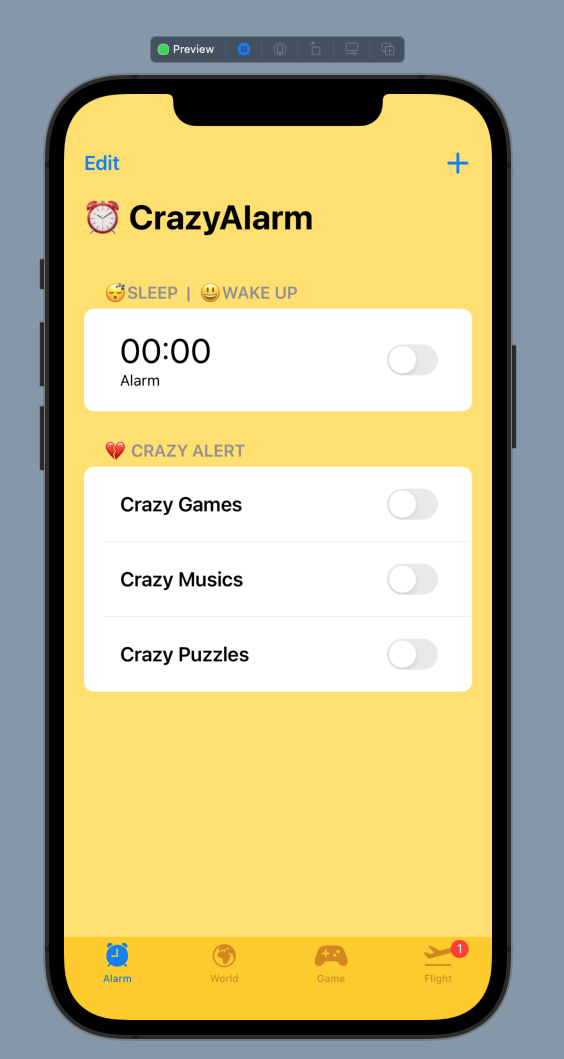 Preview
Edit
CrazyAlarm
SLEEP | WAKE UP
00:00
Alarm
CRAZY ALERT
Crazy Games
Crazy Musics
Crazy Puzzles
1
Alarm World Game Flight